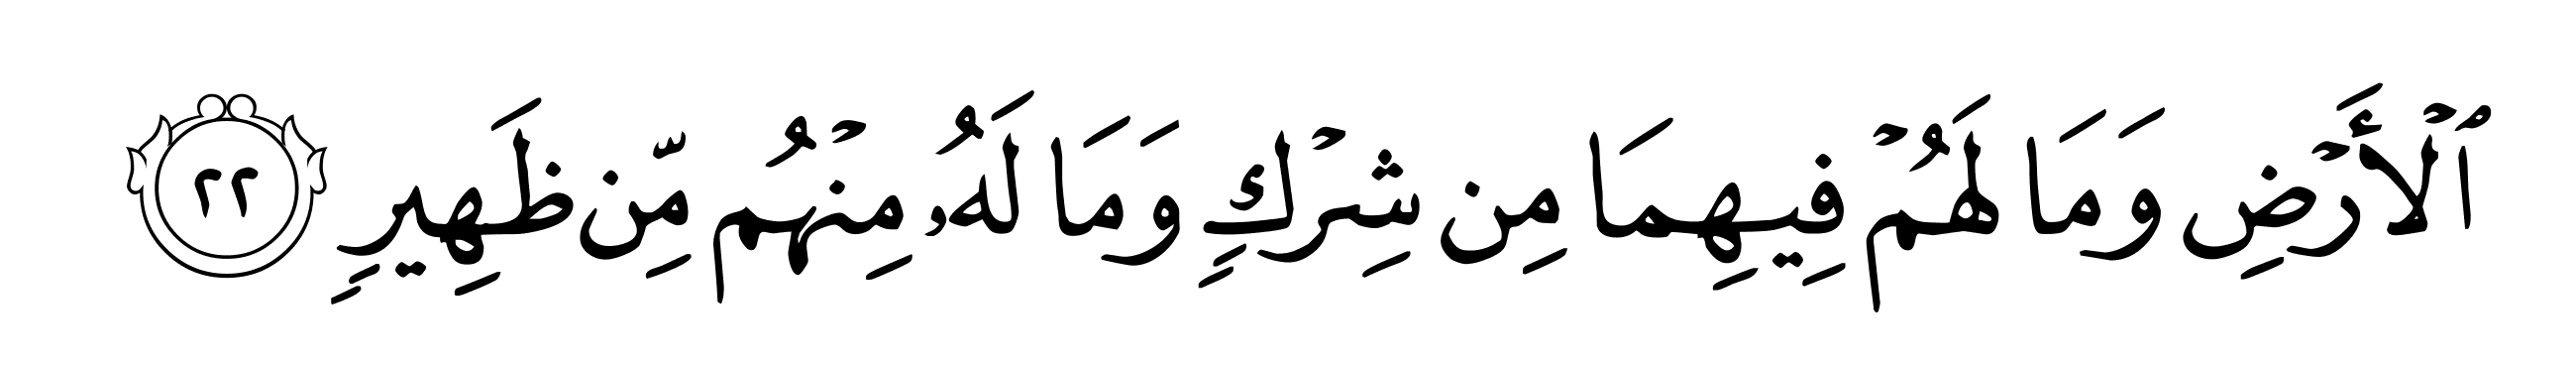 ٱلۡأَرۡضِ وَمَا لَهُمۡ فِيهِمَا مِن شِرۡكٍ وَمَا لَهُۥ مِنۡهُم مِّن ظَهِيرٍ ٢٢